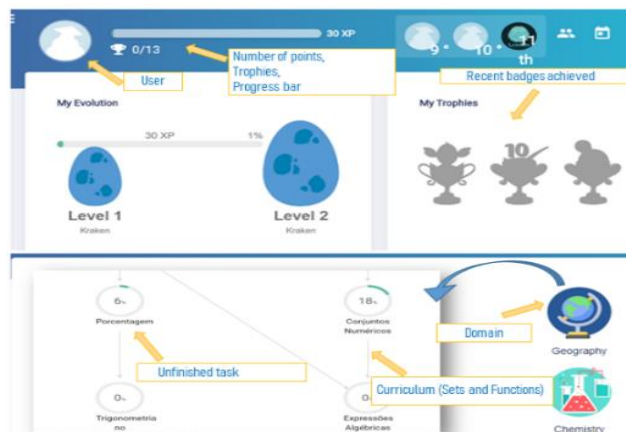 30 XP
0/13
9 °
10 °
11
th
Number of points,
Trophies,
Progress bar
User
Recent badges achieved
My Evolution
My Trophies
30 XP
1%
10
Level 1
Kraken
Level 2
Kraken
6%
Porcentagem
18%
Conjuntos
Numéricos
Domain
Geography
Unfinished task
Curriculum (Sets and Functions)
0%
Trigonometria
no
0
Expressões
Algébricas
Chemistry